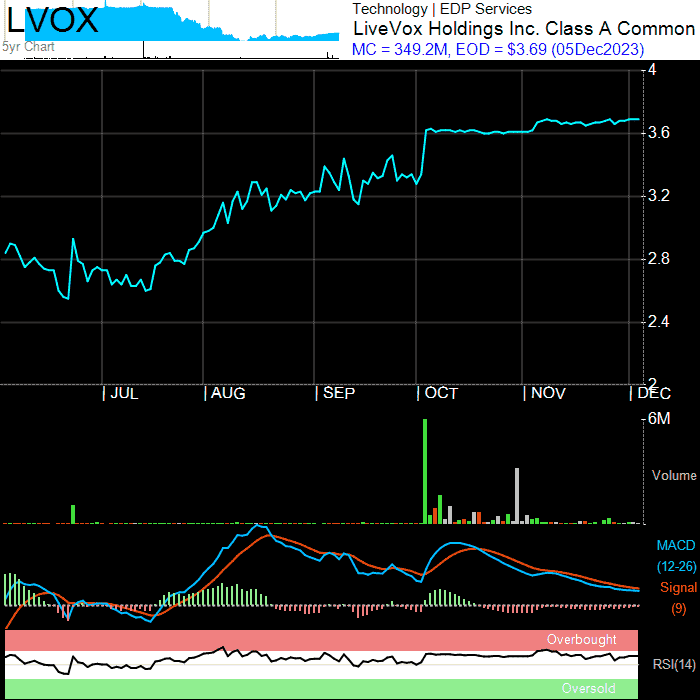 LVOX
5yr Chart
Technology | EDP Services
LiveVox Holdings Inc. Class A Common
MC = 349.2M, EOD = $3.69 (05Dec2023)
4
3.6
3.2
2.8
2.4
2
JUL AUG SEP OCT NOV DEC
6M
Volume
MACD
(12-26)
Signal
(9)
Overbought
RSI(14)
Oversold